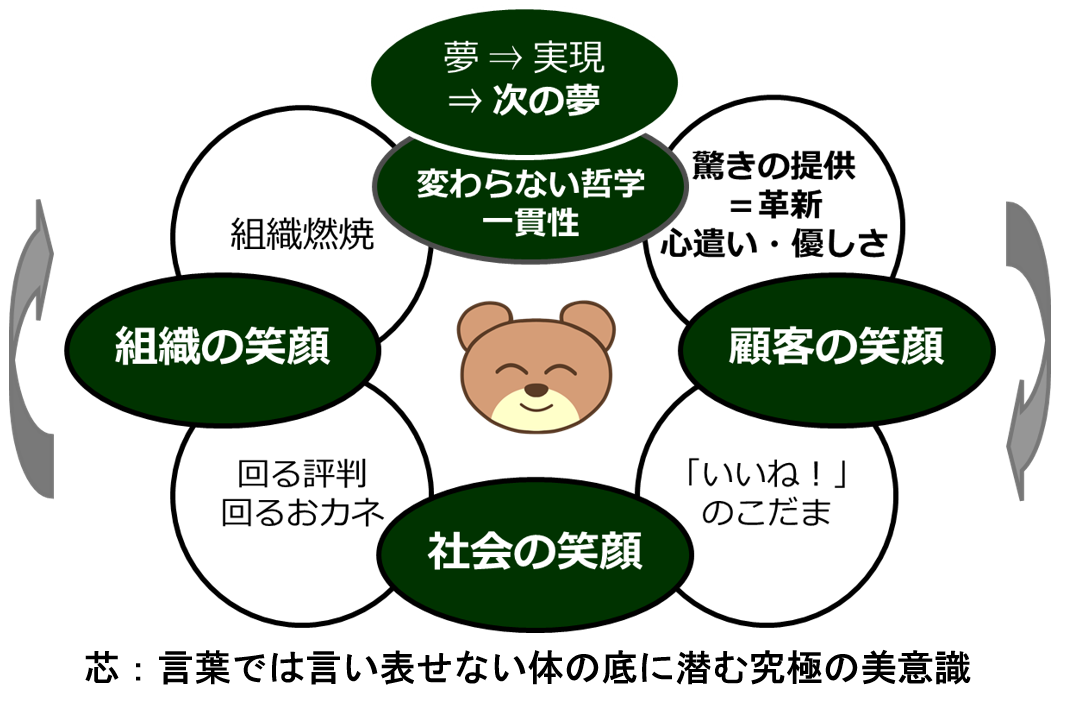 夢 ⇒ 実現
⇒ 次の夢
変わらない哲学
一貫性
驚きの提供
＝革新
心遣い・優しさ
組織燃焼
組織の笑顔
顧客の笑顔
回る評判
回るおカネ
「いいね！」
のこだま
社会の笑顔
芯：言葉では言い表せない体の底に潜む究極の美意識